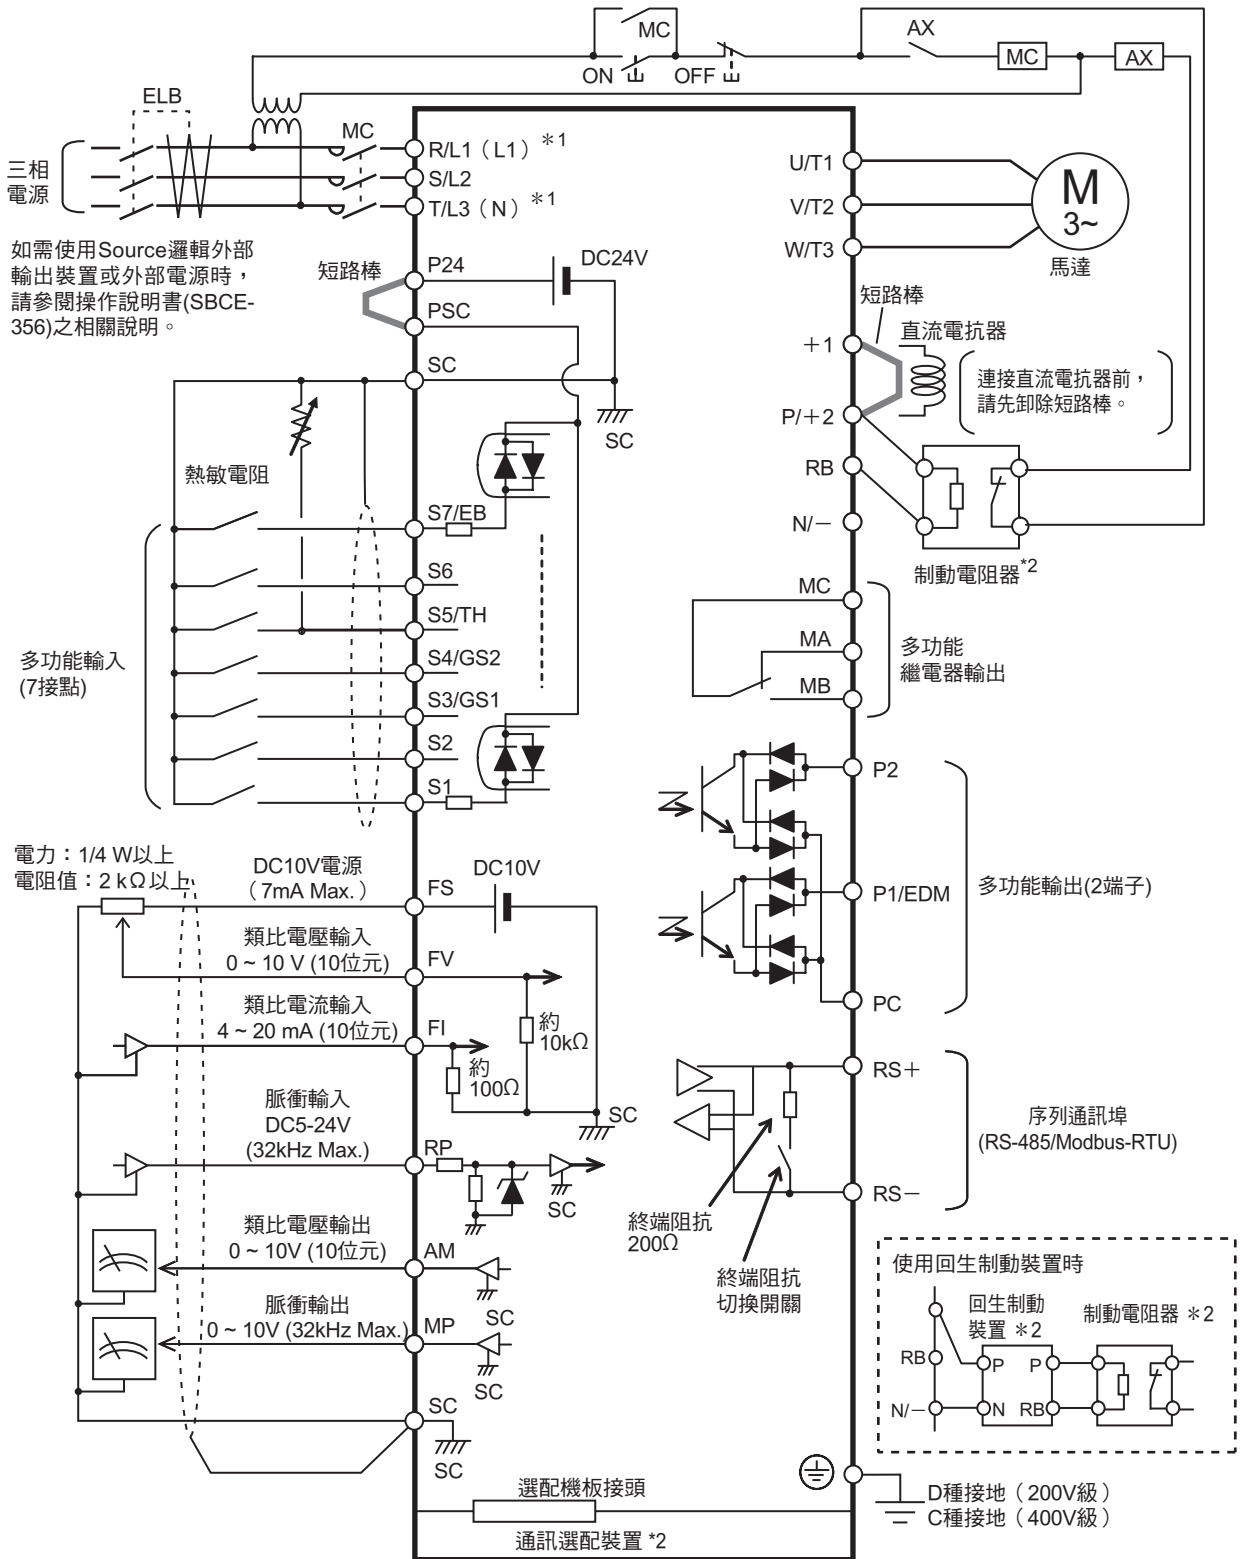 MC
AX
ON
OFF
MC
AX
ELB
MC
三相
電源
R/L1（L1）＊1
S/L2
T/L3（N）＊1
U/T1
V/T2
W/T3
M
3~
馬達
如需使用Source邏輯外部
輸出裝置或外部電源時，
請參閱操作說明書(SBCE-
356)之相關說明。
短路棒
P24
DC24V
PSC
SC
SC
短路棒
直流電抗器
＋1
連接直流電抗器前，
請先卸除短路棒。
P/＋2
RB
N/－
制動電阻器*2
熱敏電阻
S7/EB
S6
S5/TH
S4/GS2
S3/GS1
S2
S1
多功能輸入
(7接點)
MC
MA
MB
多功能
繼電器輸出
P2
P1/EDM
PC
多功能輸出(2端子)
電力：1/4 W以上
電阻值：2 kΩ以上
DC10V電源
（7mA Max.）
FS
DC10V
類比電壓輸入
0 ~ 10 V (10位元)
FV
類比電流輸入
4 ~ 20 mA (10位元)
FI
約
10kΩ
約
100Ω
SC
脈衝輸入
DC5-24V
(32kHz Max.)
RP
SC
類比電壓輸出
0 ~ 10V (10位元)
AM
SC
脈衝輸出
0 ~ 10V (32kHz Max.)
MP
SC
SC
SC
RS＋
RS－
序列通訊埠
(RS-485/Modbus-RTU)
終端阻抗
200Ω
終端阻抗
切換開關
使用回生制動裝置時
回生制動
裝置 ＊2
制動電阻器 ＊2
RB
P
P
N/－
N
RB
D種接地（200V級）
C種接地（400V級）
選配機板接頭
通訊選配裝置 *2